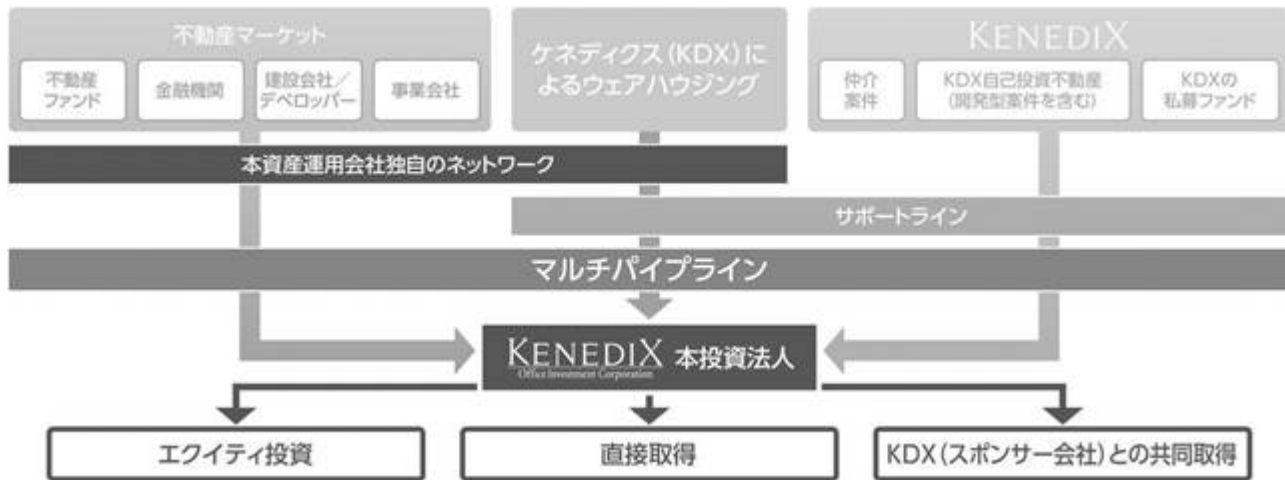 不動産マーケット
不動産
ファンド
金融機関
建設会社/
デベロッパー
事業会社
ケネディクス(KDX)に
よるウェアハウジング
KENEDIX
仲介
案件
KDX自己投資不動産
(開発型案件を含む)
KDXの
私募ファンド
本資産運用会社独自のネットワーク
サポートライン
マルチパイプライン
KENEDIX 本投資法人
Office Investment Corporation
エクイティ投資
直接取得
KDX(スポンサー会社)との共同取得